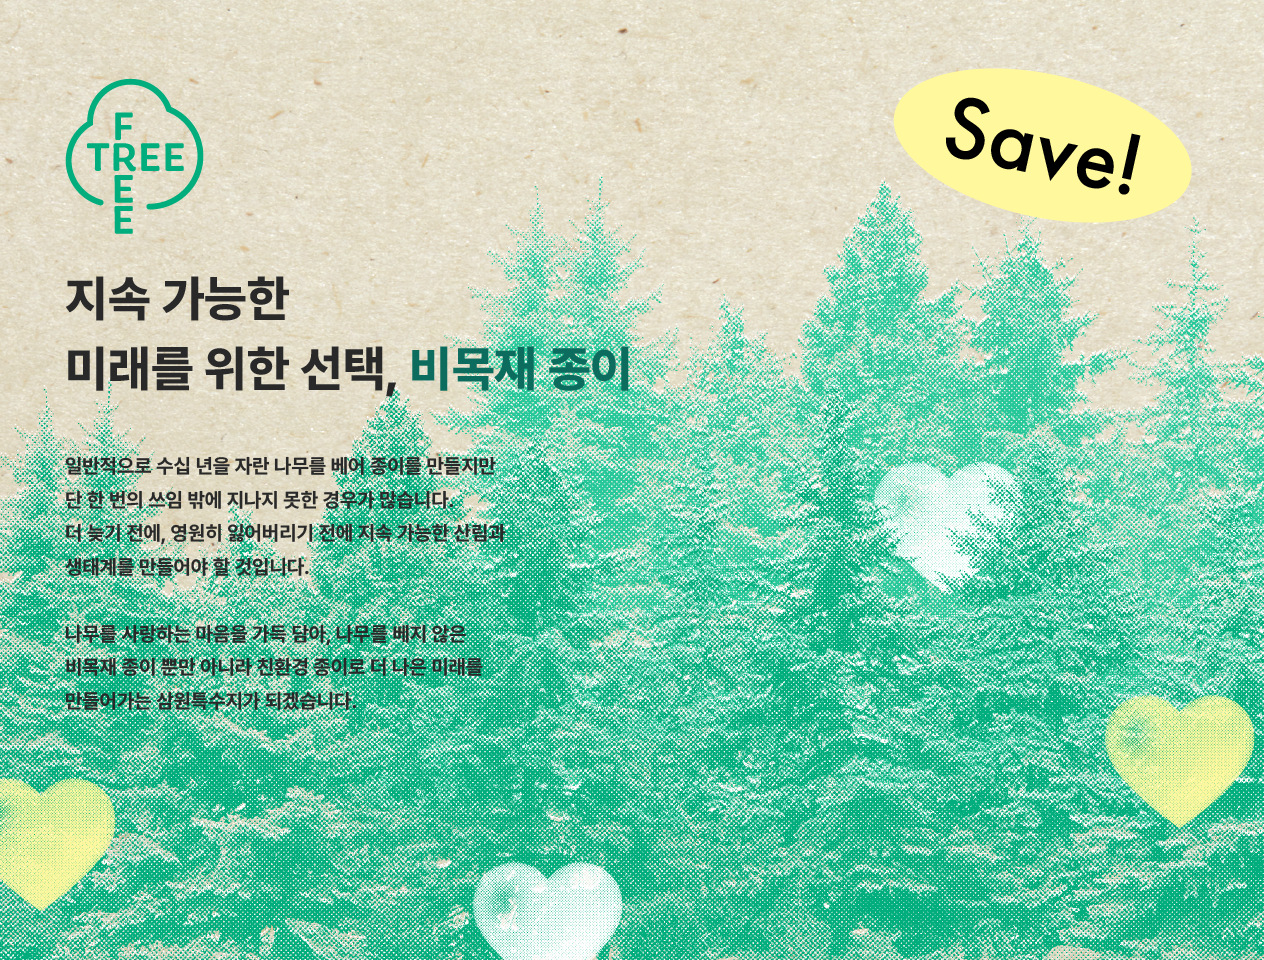 FREE
TREE
Save!
지속 가능한
미래를 위한 선택, 비목재 종이
일반적으로 수십 년을 자란 나무를 베어 종이를 만들지만
단 한 번의 쓰임 밖에 지나지 못한 경우가 많습니다.
더 늦기 전에, 영원히 잃어버리기 전에 지속 가능한 산림과
생태계를 만들어야 할 것입니다.
나무를 사랑하는 마음을 가득 담아, 나무를 베지 않은
비목재 종이 뿐만 아니라 친환경 종이로 더 나은 미래를
만들어가는 삼원특수지가 되겠습니다.